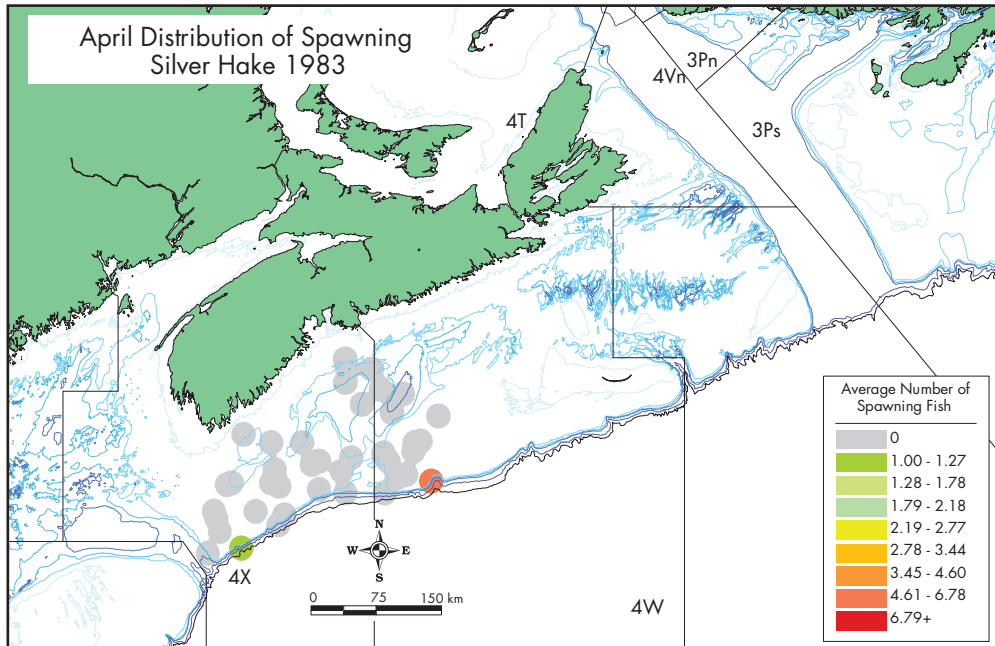 April Distribution of Spawning
Silver Hake 1983
3Pn
4Vn
4T
3Ps
Average Number of
Spawning Fish
0
1.00 - 1.27
1.28 - 1.78
1.79 - 2.18
2.19 - 2.77
2.78 - 3.44
3.45 - 4.60
4.61 - 6.78
6.79+
N
W E
S
4X
0 75 150 km
4W